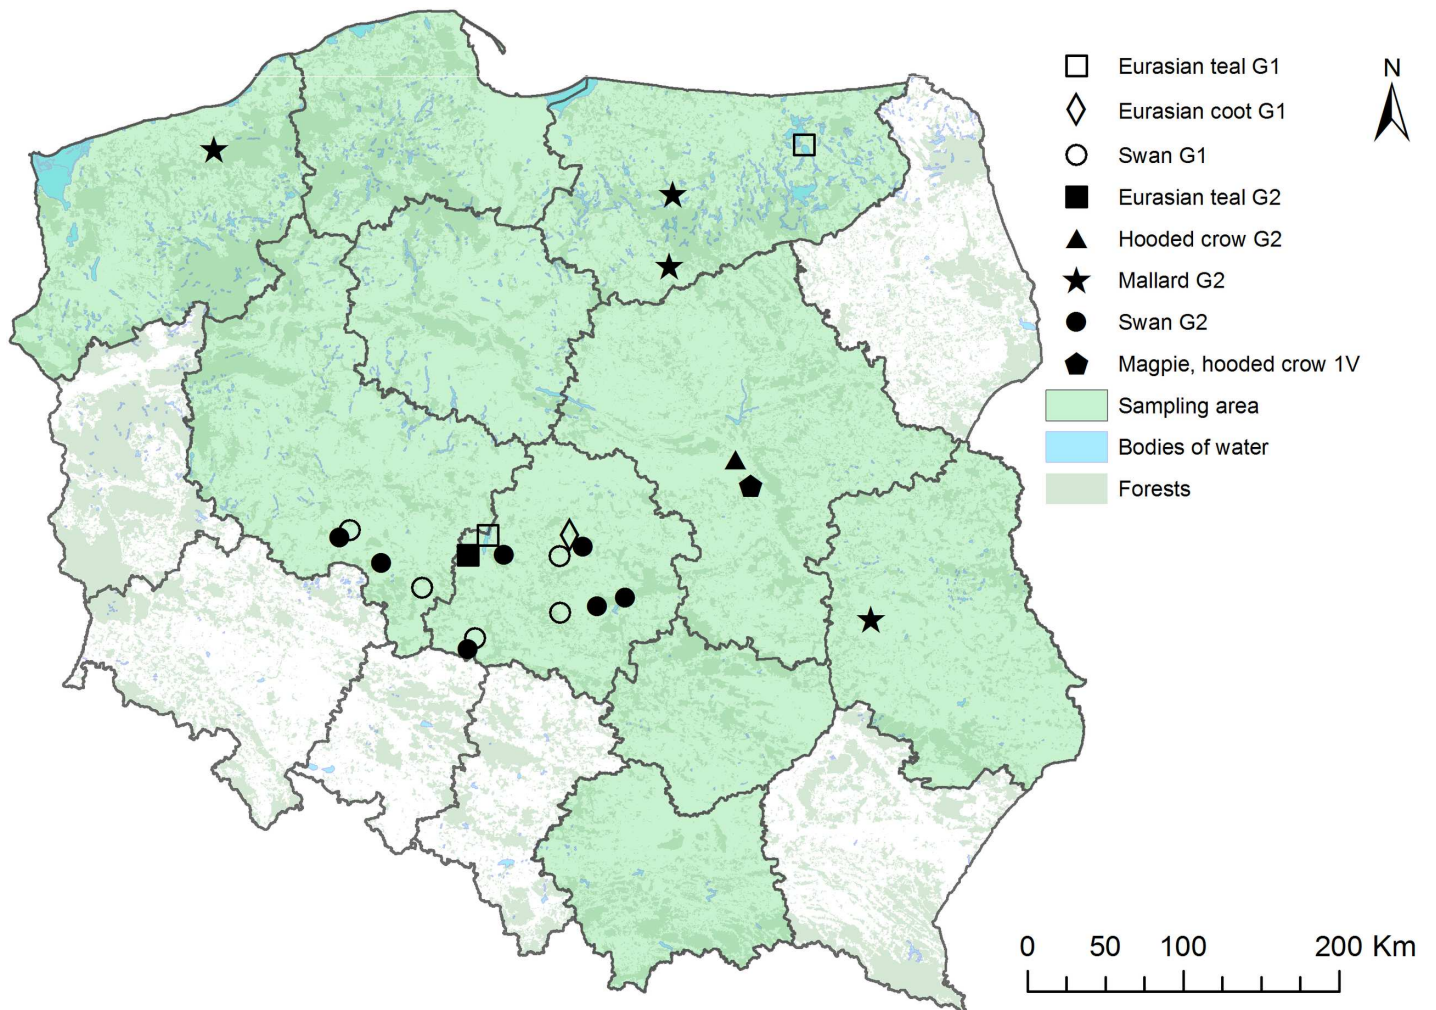 Eurasian teal G1
Eurasian coot G1
Swan G1
Eurasian teal G2
Hooded crow G2
Mallard G2
Swan G2
Magpie, hooded crow 1V
Sampling area
Bodies of water
Forests
N
0 50 100 200 Km